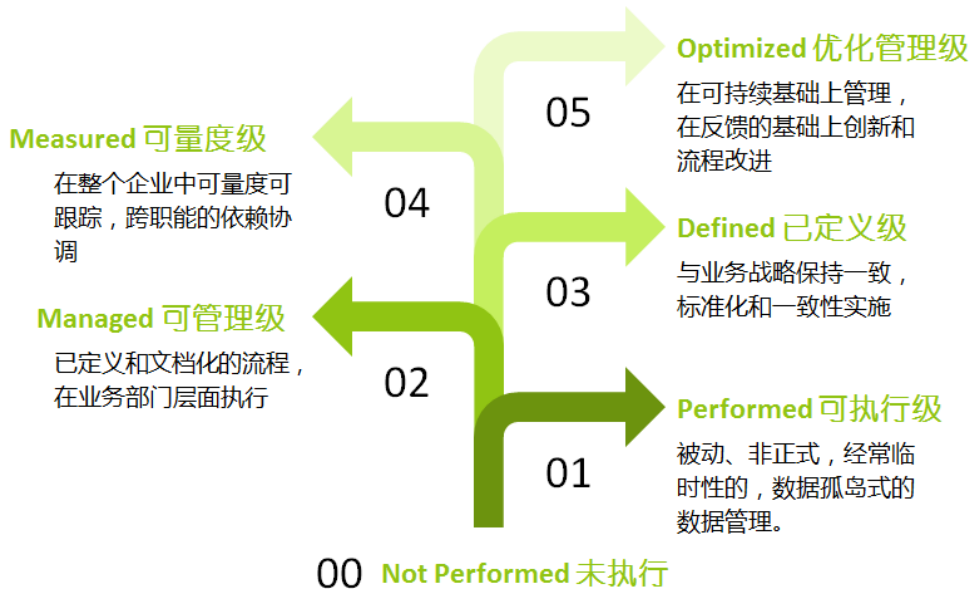 Optimized 优化管理级
在可持续基础上管理，
在反馈的基础上创新和
流程改进
05
Measured 可量度级
在整个企业中可量度可
跟踪，跨职能的依赖协
调
04
Defined 已定义级
与业务战略保持一致，
标准化和一致性实施
03
Managed 可管理级
已定义和文档化的流程，
在业务部门层面执行
02
Performed 可执行级
被动、非正式，经常临
时性的，数据孤岛式的
数据管理。
01
00 Not Performed 未执行